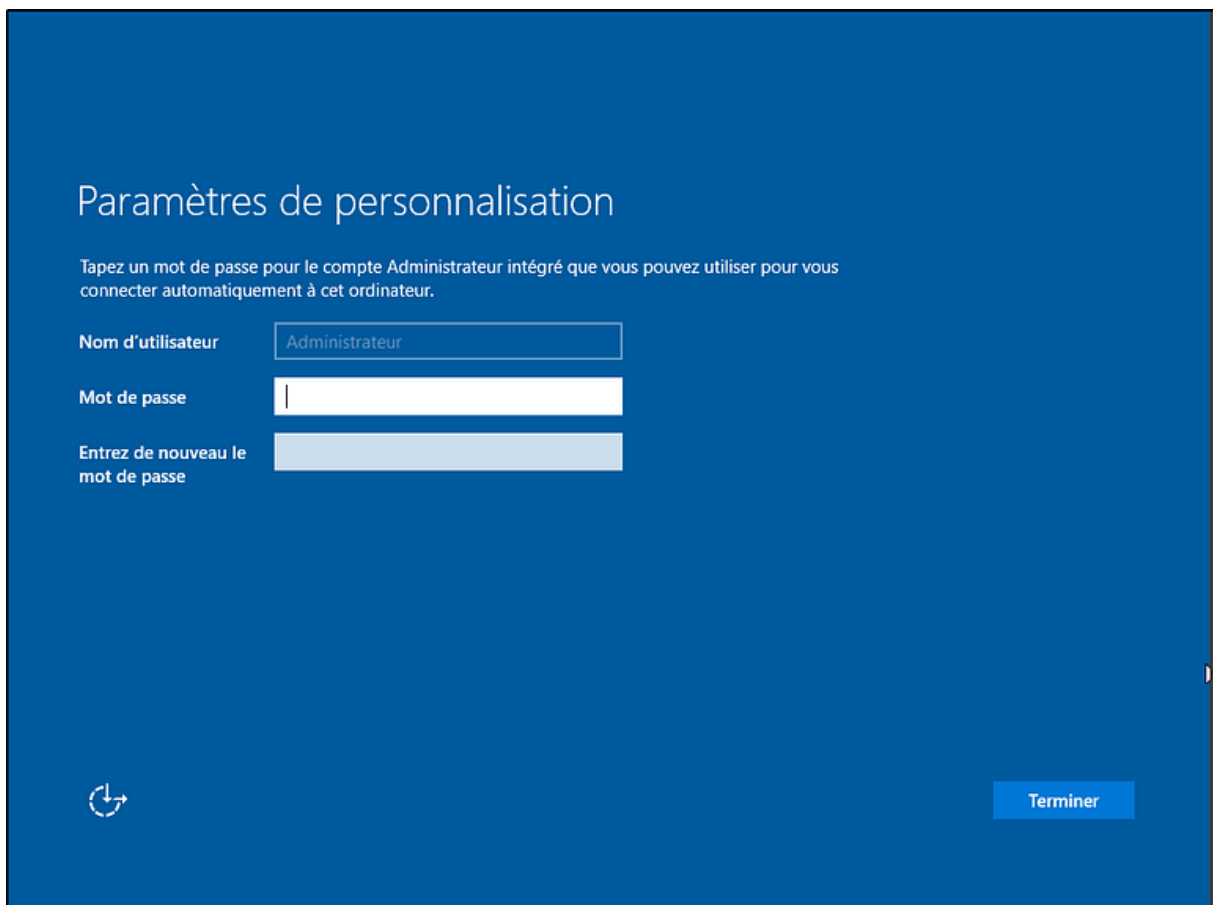 Paramètres de personnalisation
Tapez un mot de passe pour le compte Administrateur intégré que vous pouvez utiliser pour vous
connecter automatiquement à cet ordinateur.
Nom d’utilisateur
Administrateur
Mot de passe
Entrez de nouveau le
mot de passe
Terminer